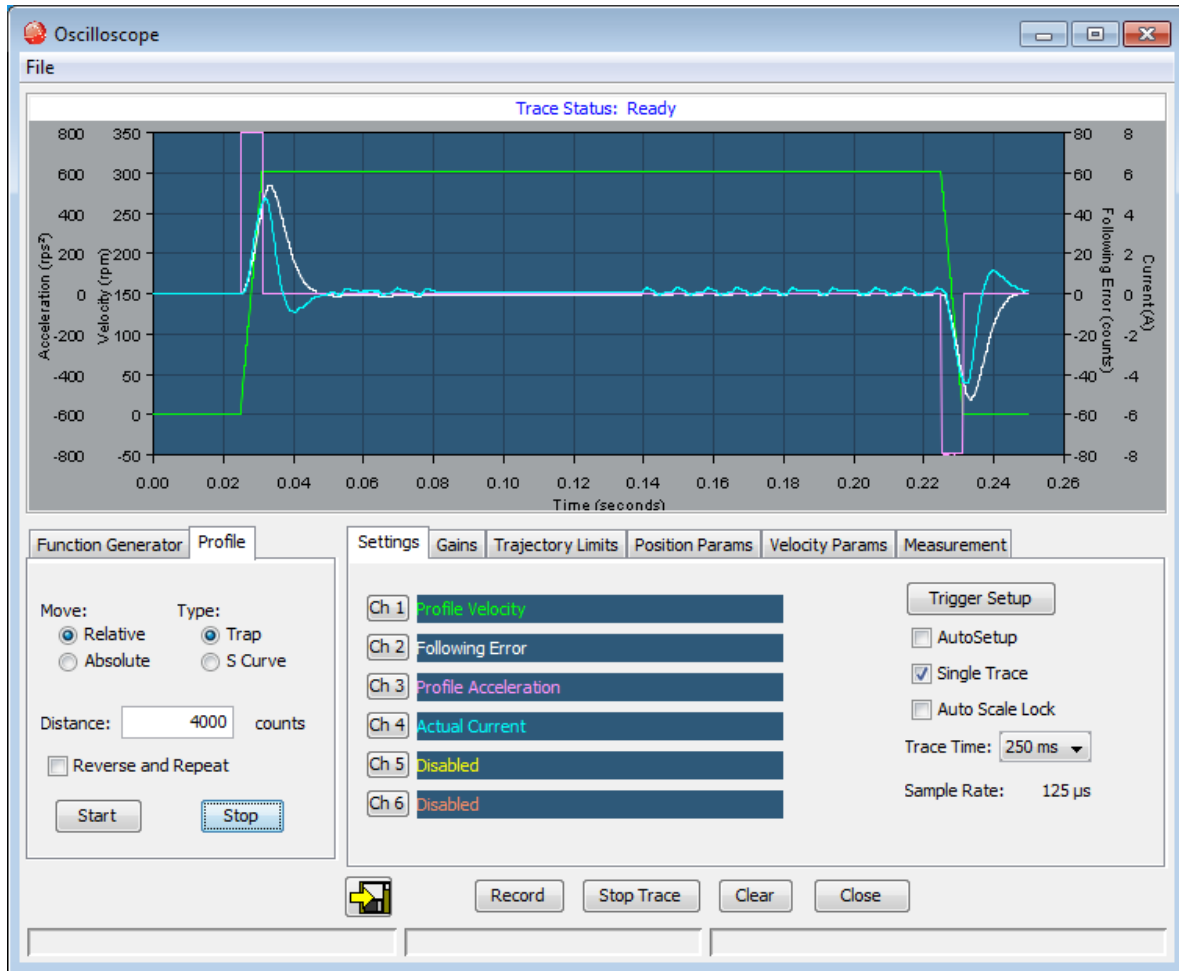 Oscilloscope
File
Trace Status: Ready
800 350 80 8
600 300 60 6
400 250 40 4
200 200 20 2
0 150 0 0
-200 100 -20 -2
-400 50 -40 -4
-600 0 -60 -6
-800 -50 -80 -8
Acceleration (rps²)
Velocity (rpm)
Following Error (counts)
Current (A)
0.00 0.02 0.04 0.06 0.08 0.10 0.12 0.14 0.16 0.18 0.20 0.22 0.24 0.26
Time (seconds)
Function Generator Profile
Move: Type:
Relative Trap
Absolute S Curve
Distance: 4000 counts
Reverse and Repeat
Start Stop
Settings Gains Trajectory Limits Position Params Velocity Params Measurement
Ch 1 Profile Velocity
Ch 2 Following Error
Ch 3 Profile Acceleration
Ch 4 Actual Current
Ch 5 Disabled
Ch 6 Disabled
Trigger Setup
AutoSetup
Single Trace
Auto Scale Lock
Trace Time: 250 ms
Sample Rate: 125 µs
Record Stop Trace Clear Close